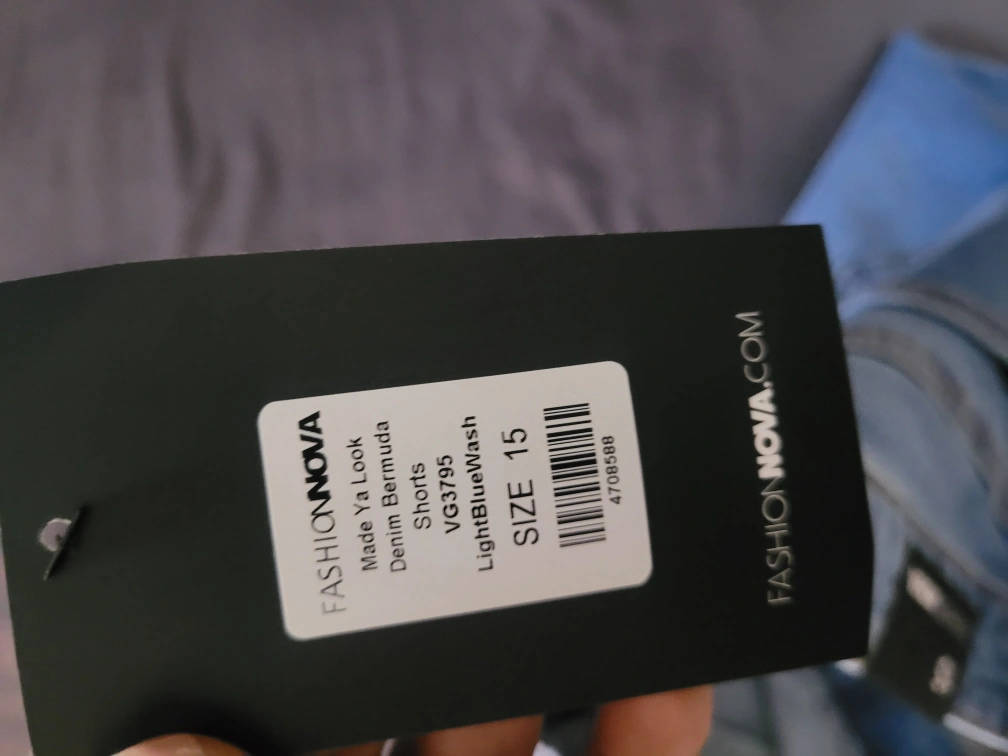 FASHIONNOVA
Made Ya Look
Denim Bermuda
Shorts
VG3795
LightBlueWash
SIZE 15
4708588
FASHIONNOVA.COM